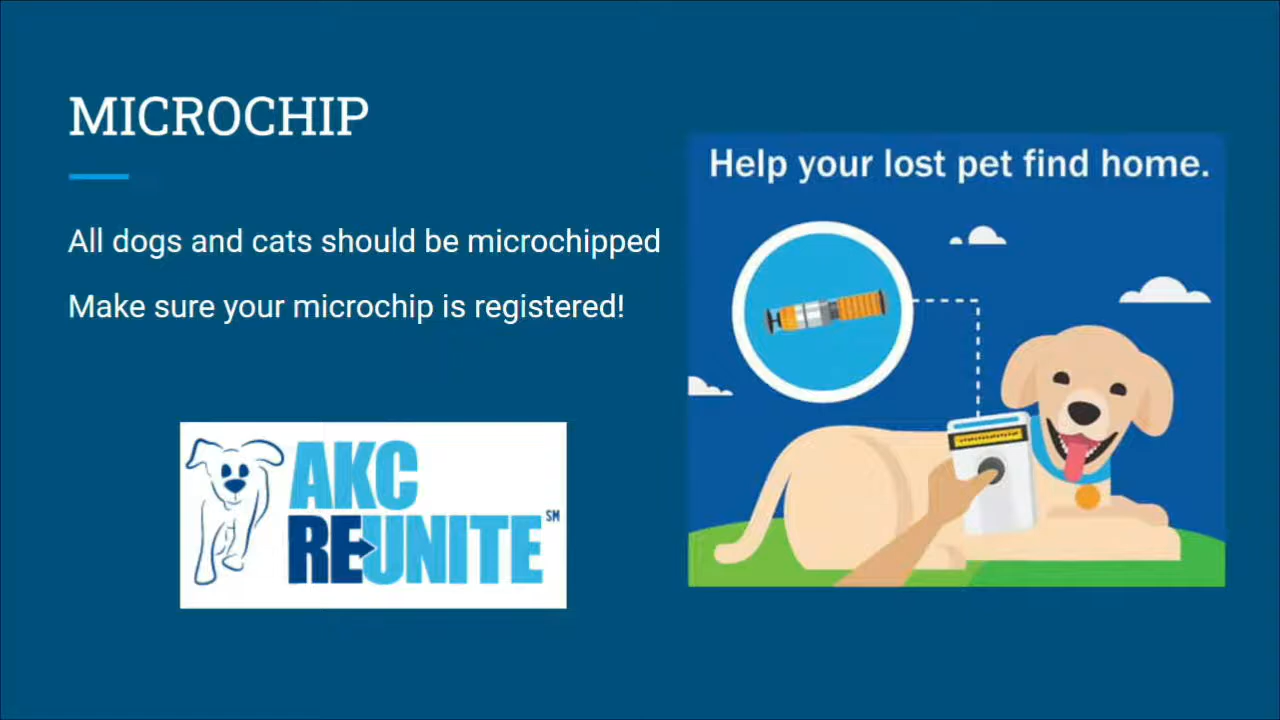 MICROCHIP
All dogs and cats should be microchipped
Make sure your microchip is registered!
AKC
REUNITE SM
Help your lost pet find home.